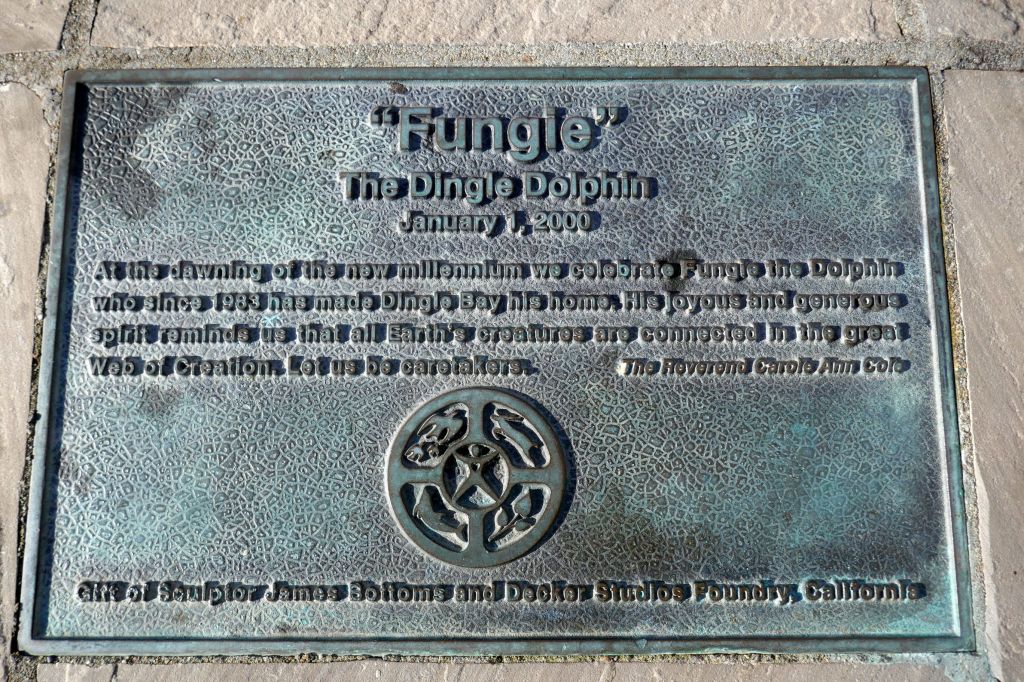 “Fungie”
The Dingle Dolphin
January 1, 2000
At the dawning of the new millennium we celebrate Fungie the Dolphin
who since 1983 has made Dingle Bay his home. His joyous and generous
spirit reminds us that all Earth's creatures are connected in the great
Web of Creation. Let us be caretakers. The Reverend Carole Ann Cole
Gift of Sculptor James Bottoms and Decker Studios Foundry, California